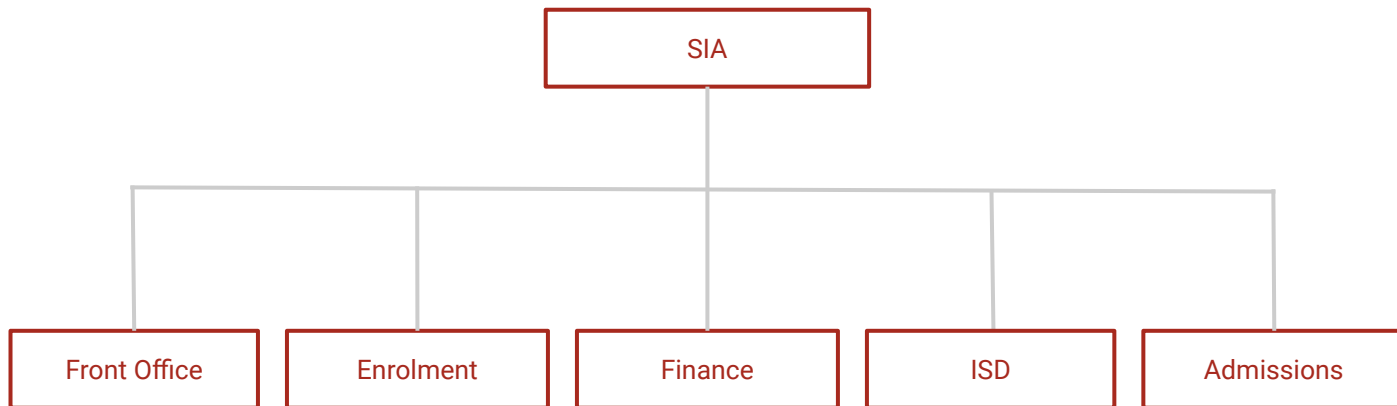 SIA
Front Office
Enrolment
Finance
ISD
Admissions